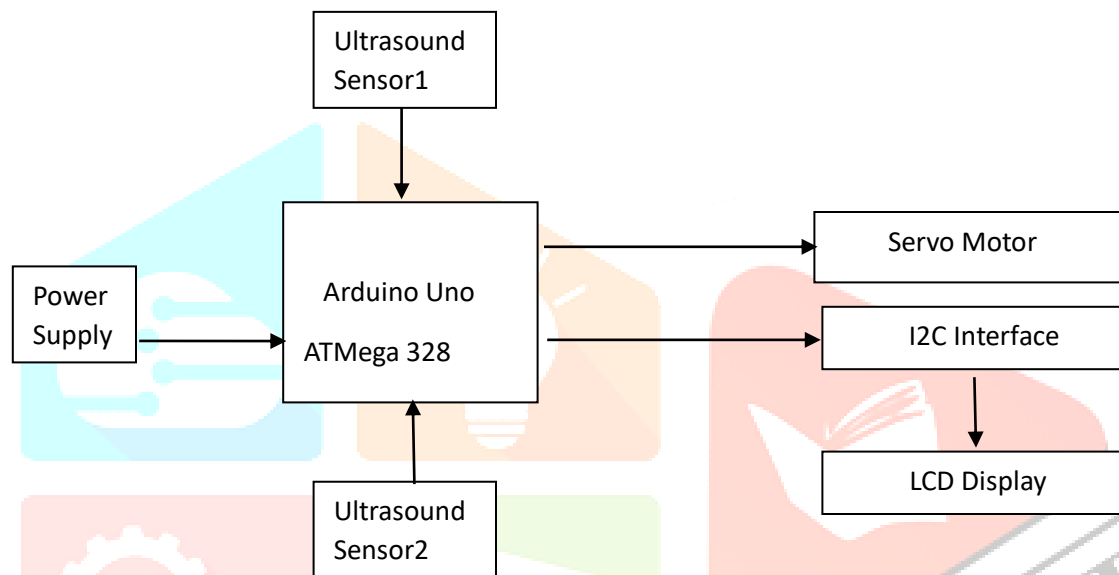 Ultrasound
Sensor1
Power
Supply
Arduino Uno
ATMega 328
Servo Motor
I2C Interface
LCD Display
Ultrasound
Sensor2